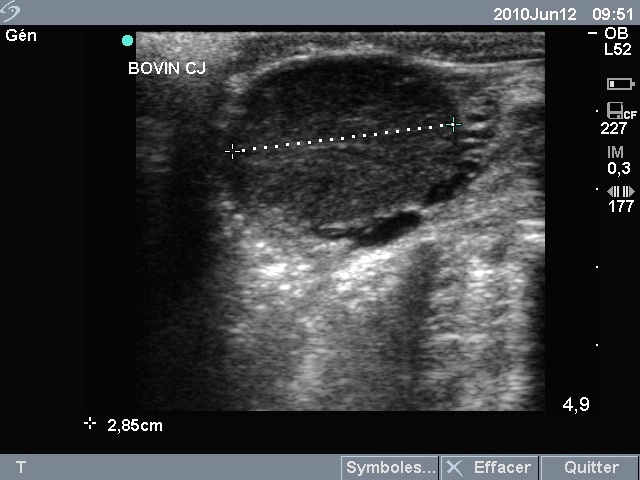 2010Jun12 09:51
Gén
OB
L52
BOVIN CJ
CF
227
IM
0,3
177
4,9
2,85cm
T
Symboles...
Effacer
Quitter